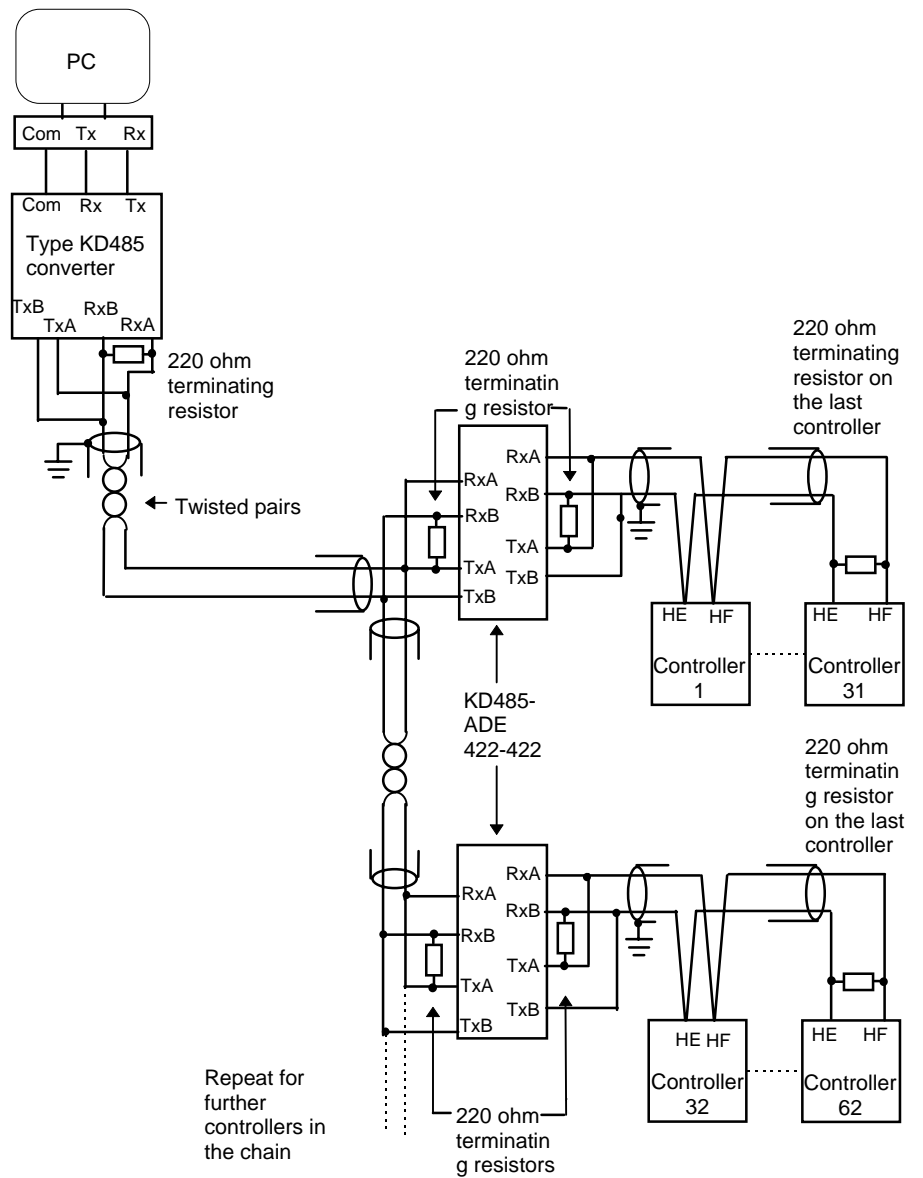 PC
Com Tx Rx
Com Rx Tx
Type KD485
converter
TxB
TxA
RxB
RxA
220 ohm
terminating
resistor
Twisted pairs
220 ohm
terminatin
g resistor
220 ohm
terminating
resistor on
the last
controller
RxA
RxB
TxA
TxB
RxA
RxB
TxA
TxB
HE HF
Controller
1
HE HF
Controller
31
KD485-
ADE
422-422
220 ohm
terminatin
g resistor
on the last
controller
RxA
RxB
TxA
TxB
RxA
RxB
TxA
TxB
HE HF
Controller
32
HE HF
Controller
62
Repeat for
further
controllers in
the chain
220 ohm
terminatin
g resistors